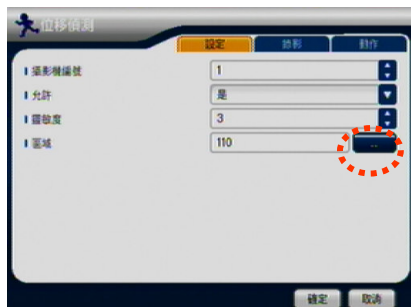 位移偵測
設定 錄影 動作
攝影機編號 1
允許 是
靈敏度 3
區域 110 ..
確定 取消